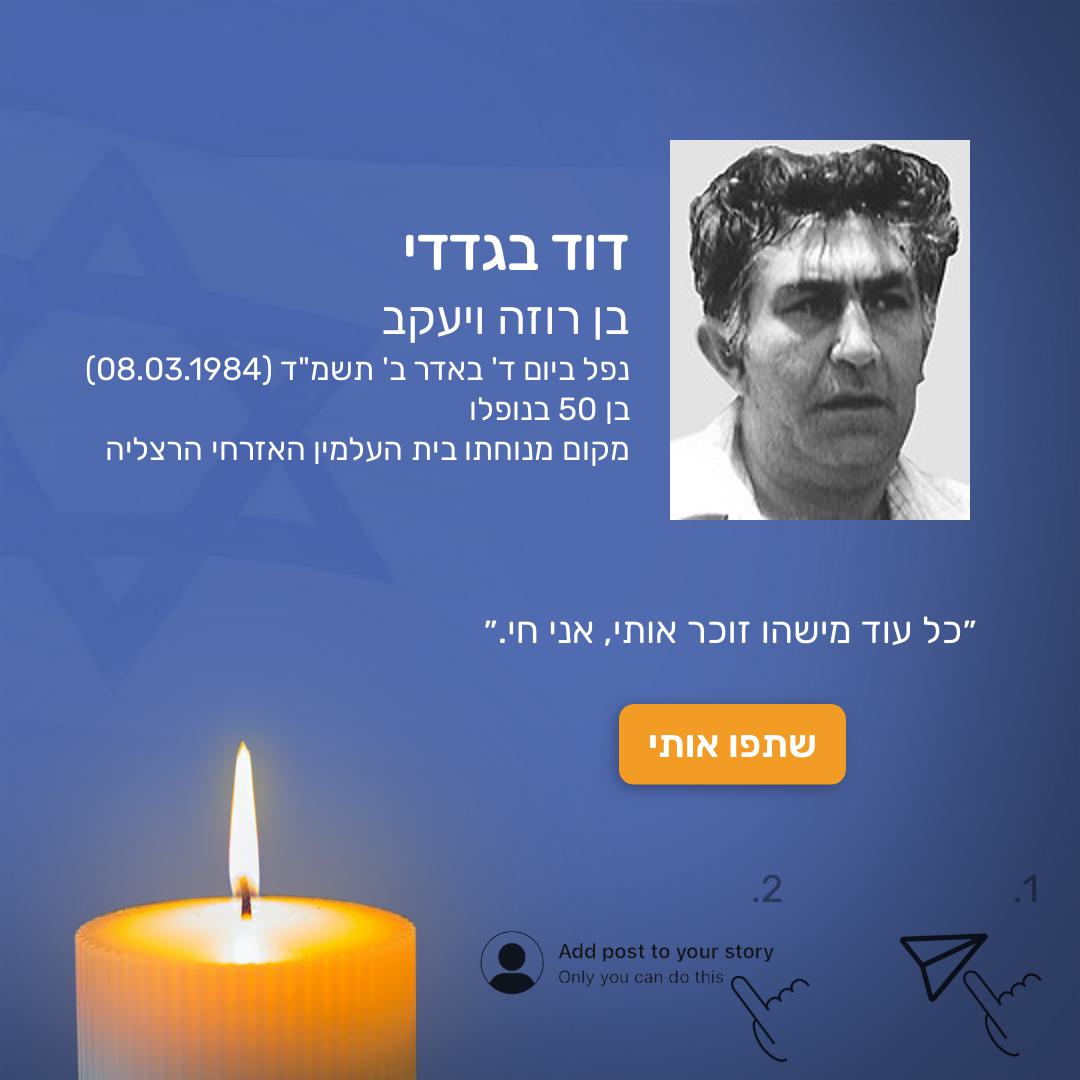 דוד בגדדי
בן רוזה ויעקב
נפל ביום ד' באדר ב' תשמ"ד (08.03.1984)
בן 50 בנופלו
מקום מנוחתו בית העלמין האזרחי הרצליה
״כל עוד מישהו זוכר אותי, אני חי.״
שתפו אותי
1.
2.
Add post to your story
Only you can do this